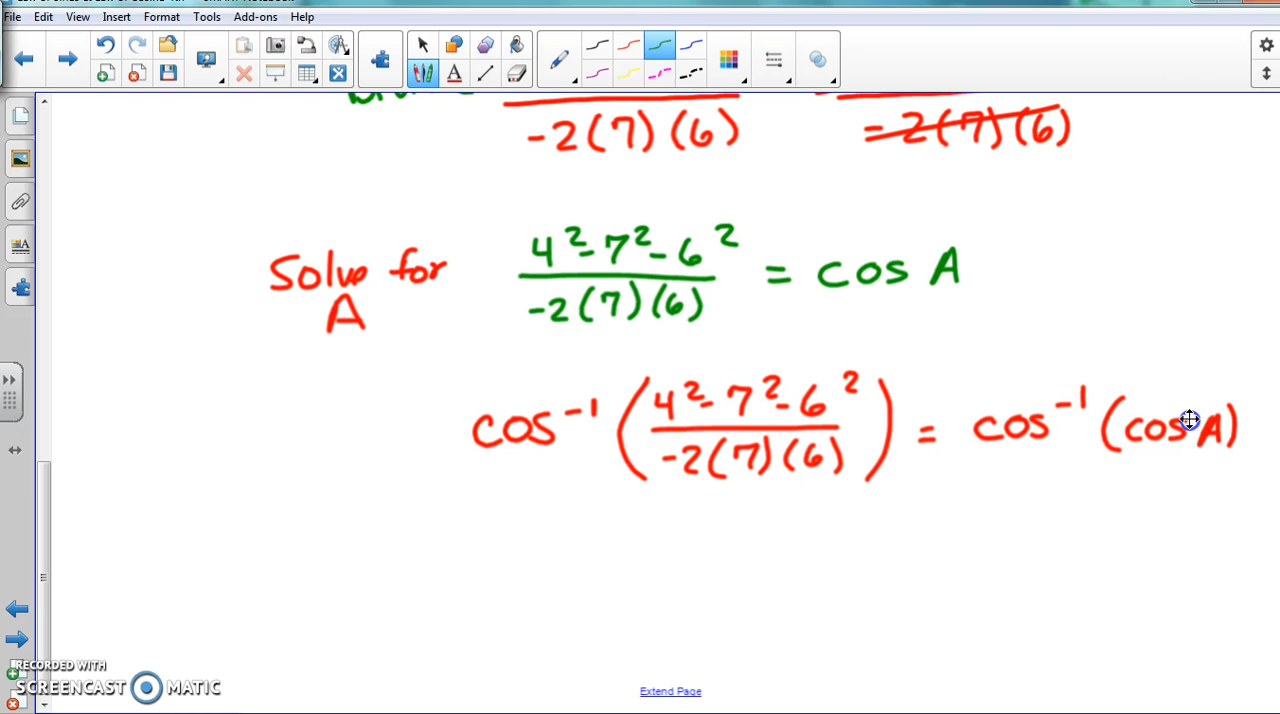 File Edit View Insert Format Tools Add-ons Help
-2(7)(6) = 2(7)(6)
Solve for
A
4²-7²-6² / -2(7)(6) = cos A
cos⁻¹(4²-7²-6² / -2(7)(6)) = cos⁻¹(cos A)
RECORDED WITH
SCREENCAST MATIC
Extend Page